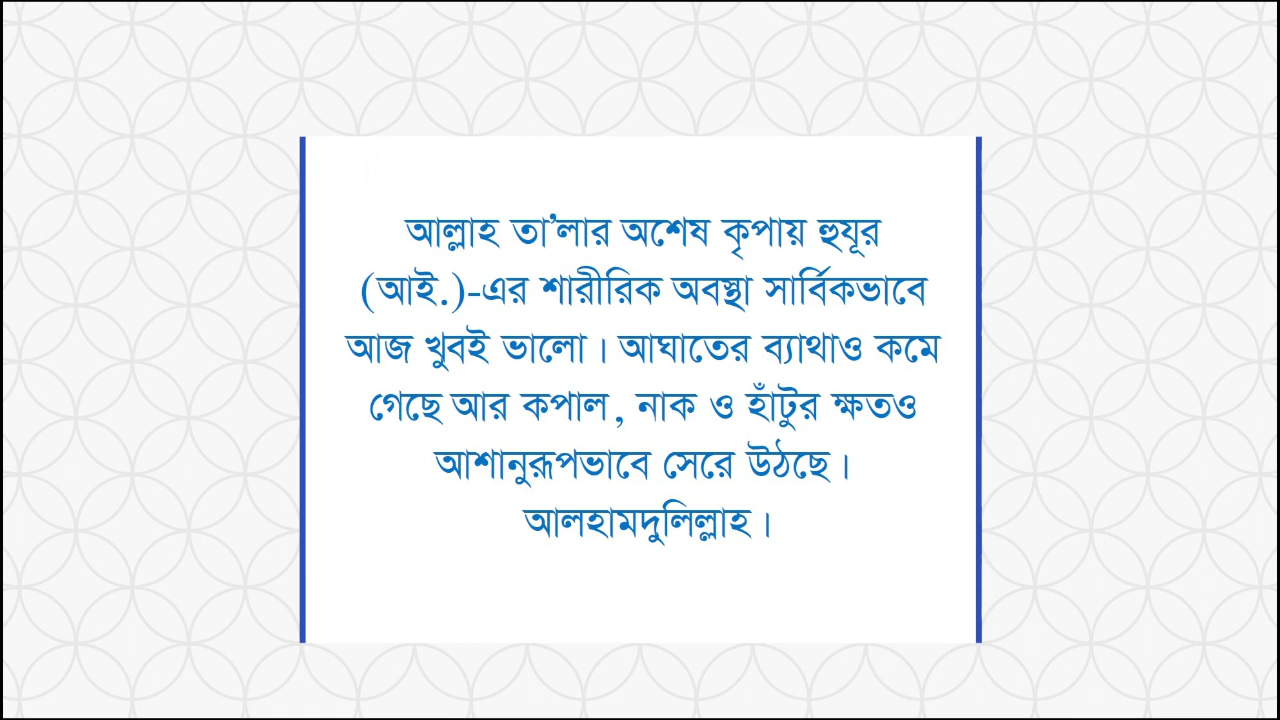 আল্লাহ তা’লার অশেষ কৃপায় হুযূর
(আই.)-এর শারীরিক অবস্থা সার্বিকভাবে
আজ খুবই ভালো। আঘাতের ব্যাথাও কমে
গেছে আর কপাল, নাক ও হাঁটুর ক্ষতও
আশানুরূপভাবে সেরে উঠছে।
আলহামদুলিল্লাহ।